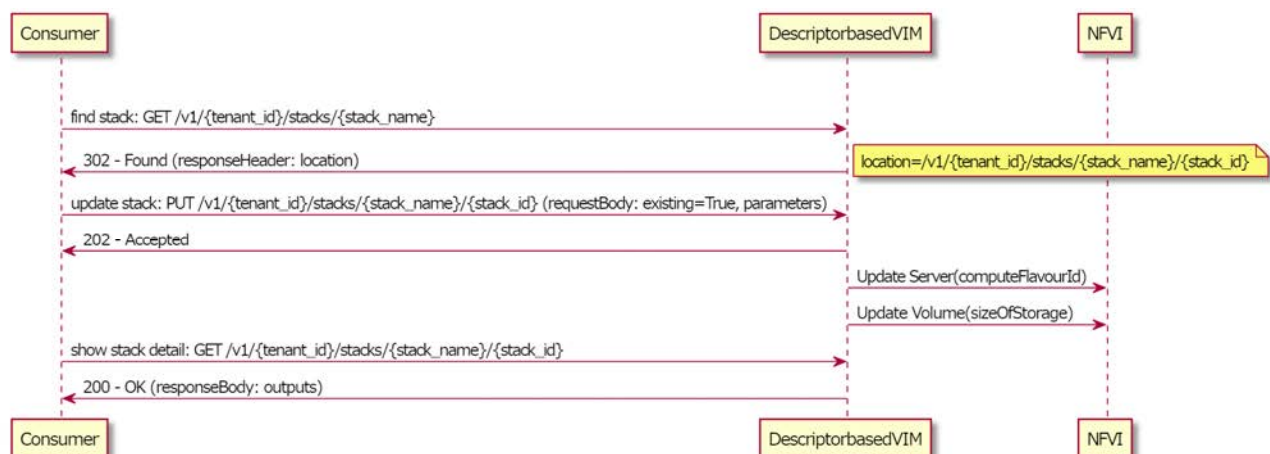 Consumer DescriptorbasedVIM NFVI
find stack: GET /v1/{tenant_id}/stacks/{stack_name}
302 - Found (responseHeader: location)
location=/v1/{tenant_id}/stacks/{stack_name}/{stack_id}
update stack: PUT /v1/{tenant_id}/stacks/{stack_name}/{stack_id} (requestBody: existing=True, parameters)
202 - Accepted
Update Server(computeFlavourId)
Update Volume(sizeOfStorage)
show stack detail: GET /v1/{tenant_id}/stacks/{stack_name}/{stack_id}
200 - OK (responseBody: outputs)
Consumer DescriptorbasedVIM NFVI